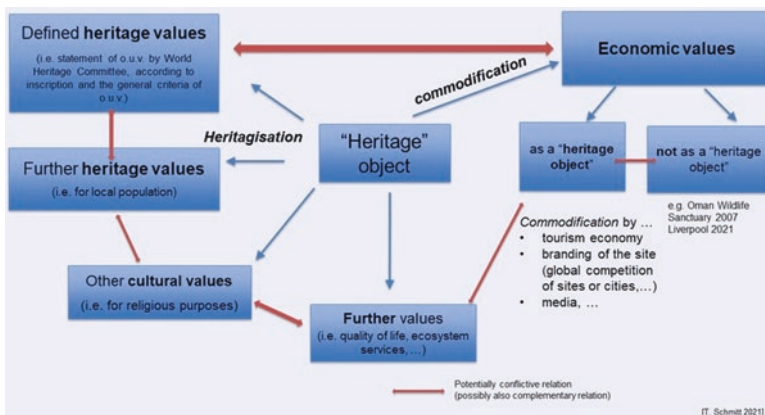 Defined heritage values
(i.e. statement of o.u.v. by World
Heritage Committee, according to
inscription and the general criteria of
o.u.v.)
Economic values
commodification
Heritagisation
"Heritage"
object
Further heritage values
(i.e. for local population)
as a "heritage
object"
not as a "heritage
object"
e.g. Oman Wildlife
Sanctuary 2007
Liverpool 2021
Commodification by ...
• tourism economy
• branding of the site
(global competition
of sites or cities,...)
• media, ...
Other cultural values
(i.e. for religious purposes)
Further values
(i.e. quality of life, ecosystem
services, ...)
Potentially conflictive relation
(possibly also complementary relation)
[T. Schmitt 2021]